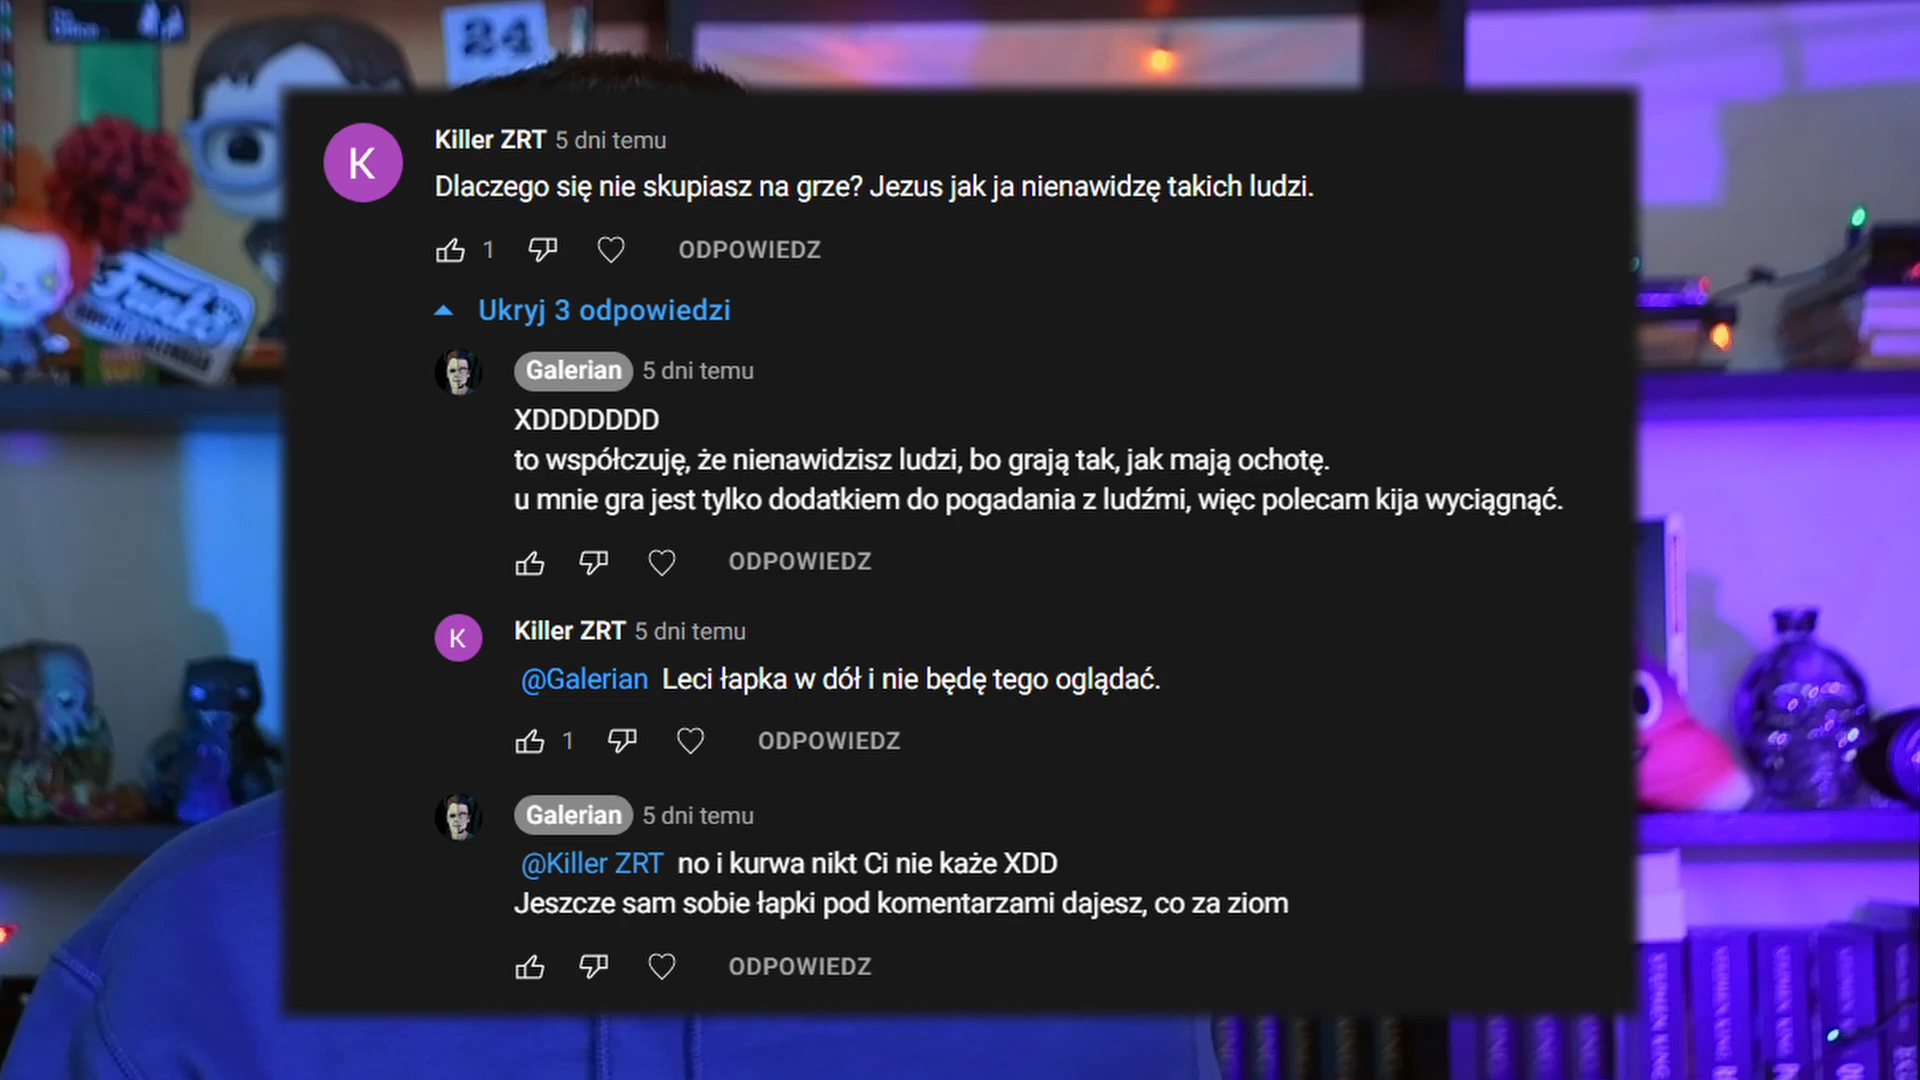 24
Funko
K
Killer ZRT 5 dni temu
Dlaczego się nie skupiasz na grze? Jezus jak ja nienawidzę takich ludzi.
1 ODPOWIEDZ
Ukryj 3 odpowiedzi
Galerian 5 dni temu
XDDDDDDD
to współczuję, że nienawidzisz ludzi, bo grają tak, jak mają ochotę.
u mnie gra jest tylko dodatkiem do pogadania z ludźmi, więc polecam kija wyciągnąć.
ODPOWIEDZ
K
Killer ZRT 5 dni temu
@Galerian Leci łapka w dół i nie będę tego oglądać.
1 ODPOWIEDZ
Galerian 5 dni temu
@Killer ZRT no i kurwa nikt Ci nie każe XDD
Jeszcze sam sobie łapki pod komentarzami dajesz, co za ziom
ODPOWIEDZ
STEPHEN KING